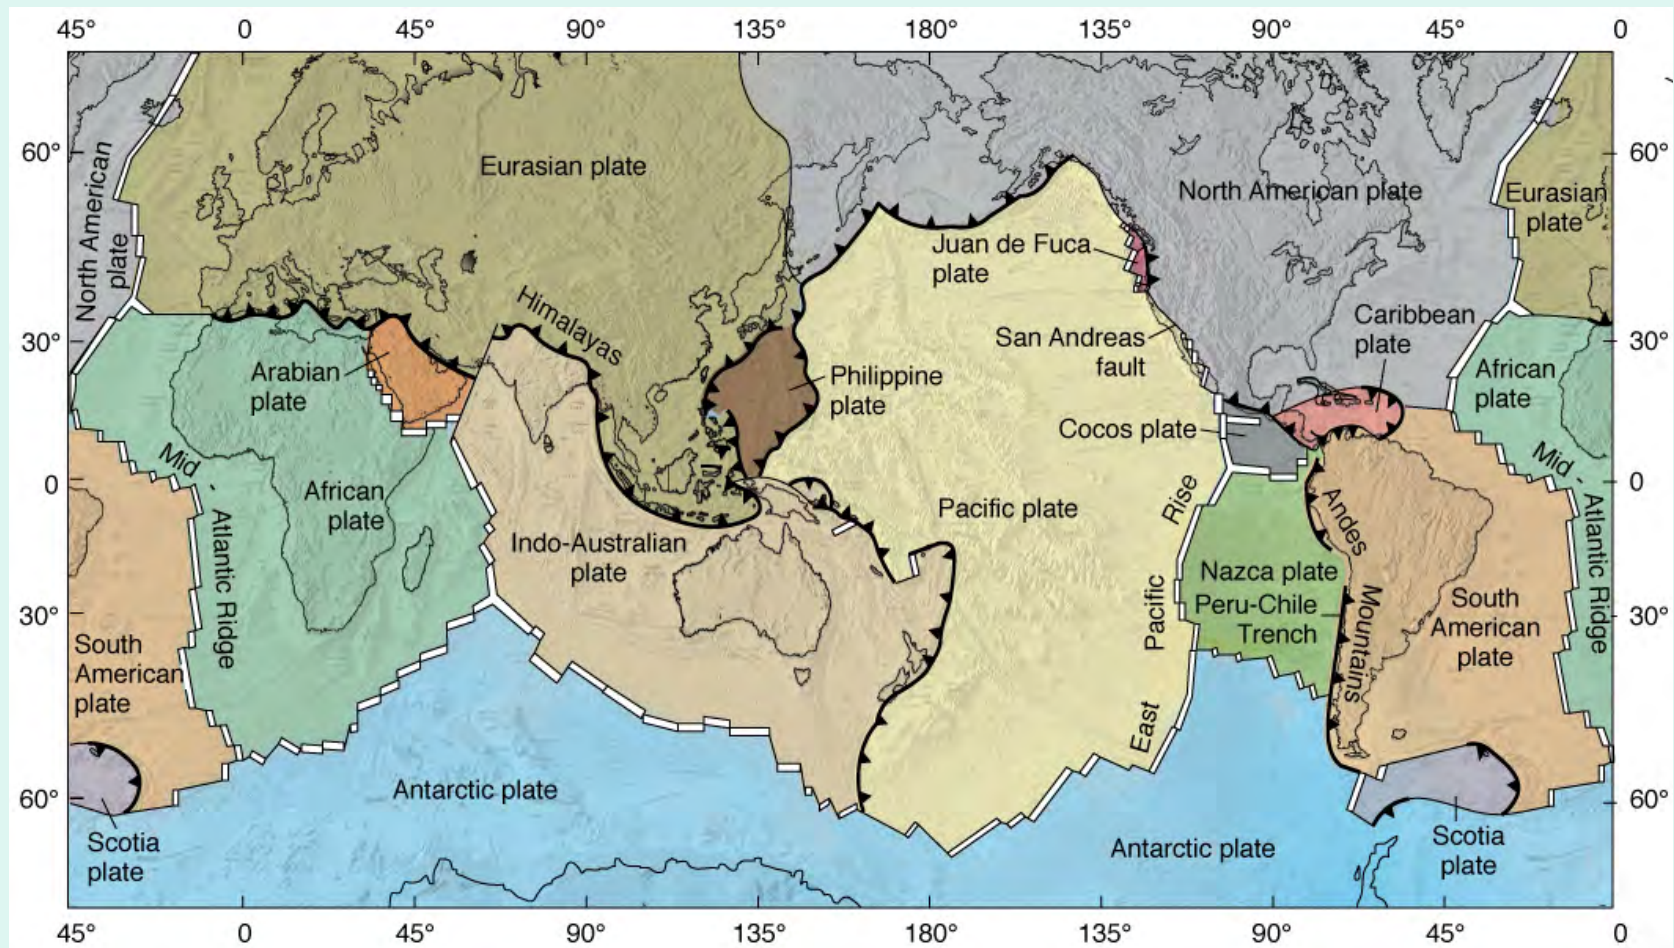 45°
0
45°
90°
135°
180°
135°
90°
45°
0
60°
30°
0
30°
60°
60°
30°
0
30°
60°
North American
plate
Eurasian plate
North American plate
Eurasian
plate
Juan de Fuca
plate
Himalayas
San Andreas
fault
Caribbean
plate
Arabian
plate
Philippine
plate
African
plate
Cocos plate
Mid
Atlantic Ridge
African
plate
Indo-Australian
plate
Pacific plate
East
Pacific
Rise
Andes
Mountains
Nazca plate
Peru-Chile
Trench
Mid -
Atlantic Ridge
South
American
plate
South
American
plate
Antarctic plate
Antarctic plate
Scotia
plate
Scotia
plate
45°
0
45°
90°
135°
180°
135°
90°
45°
0